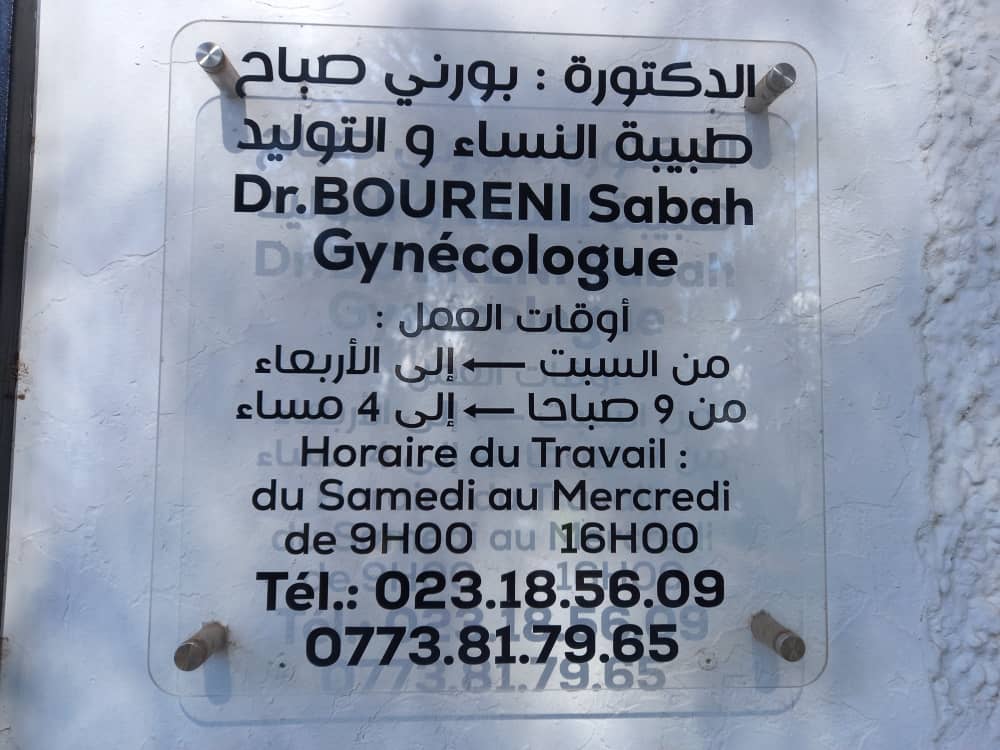 الدكتورة : بورني صباح
طبيبة النساء و التوليد
Dr.BOURENI Sabah
Gynécologue
أوقات العمل :
من السبت ← إلى الأربعاء
من 9 صباحا ← إلى 4 مساء
Horaire du Travail :
du Samedi au Mercredi
de 9H00 16H00
Tél.: 023.18.56.09
0773.81.79.65